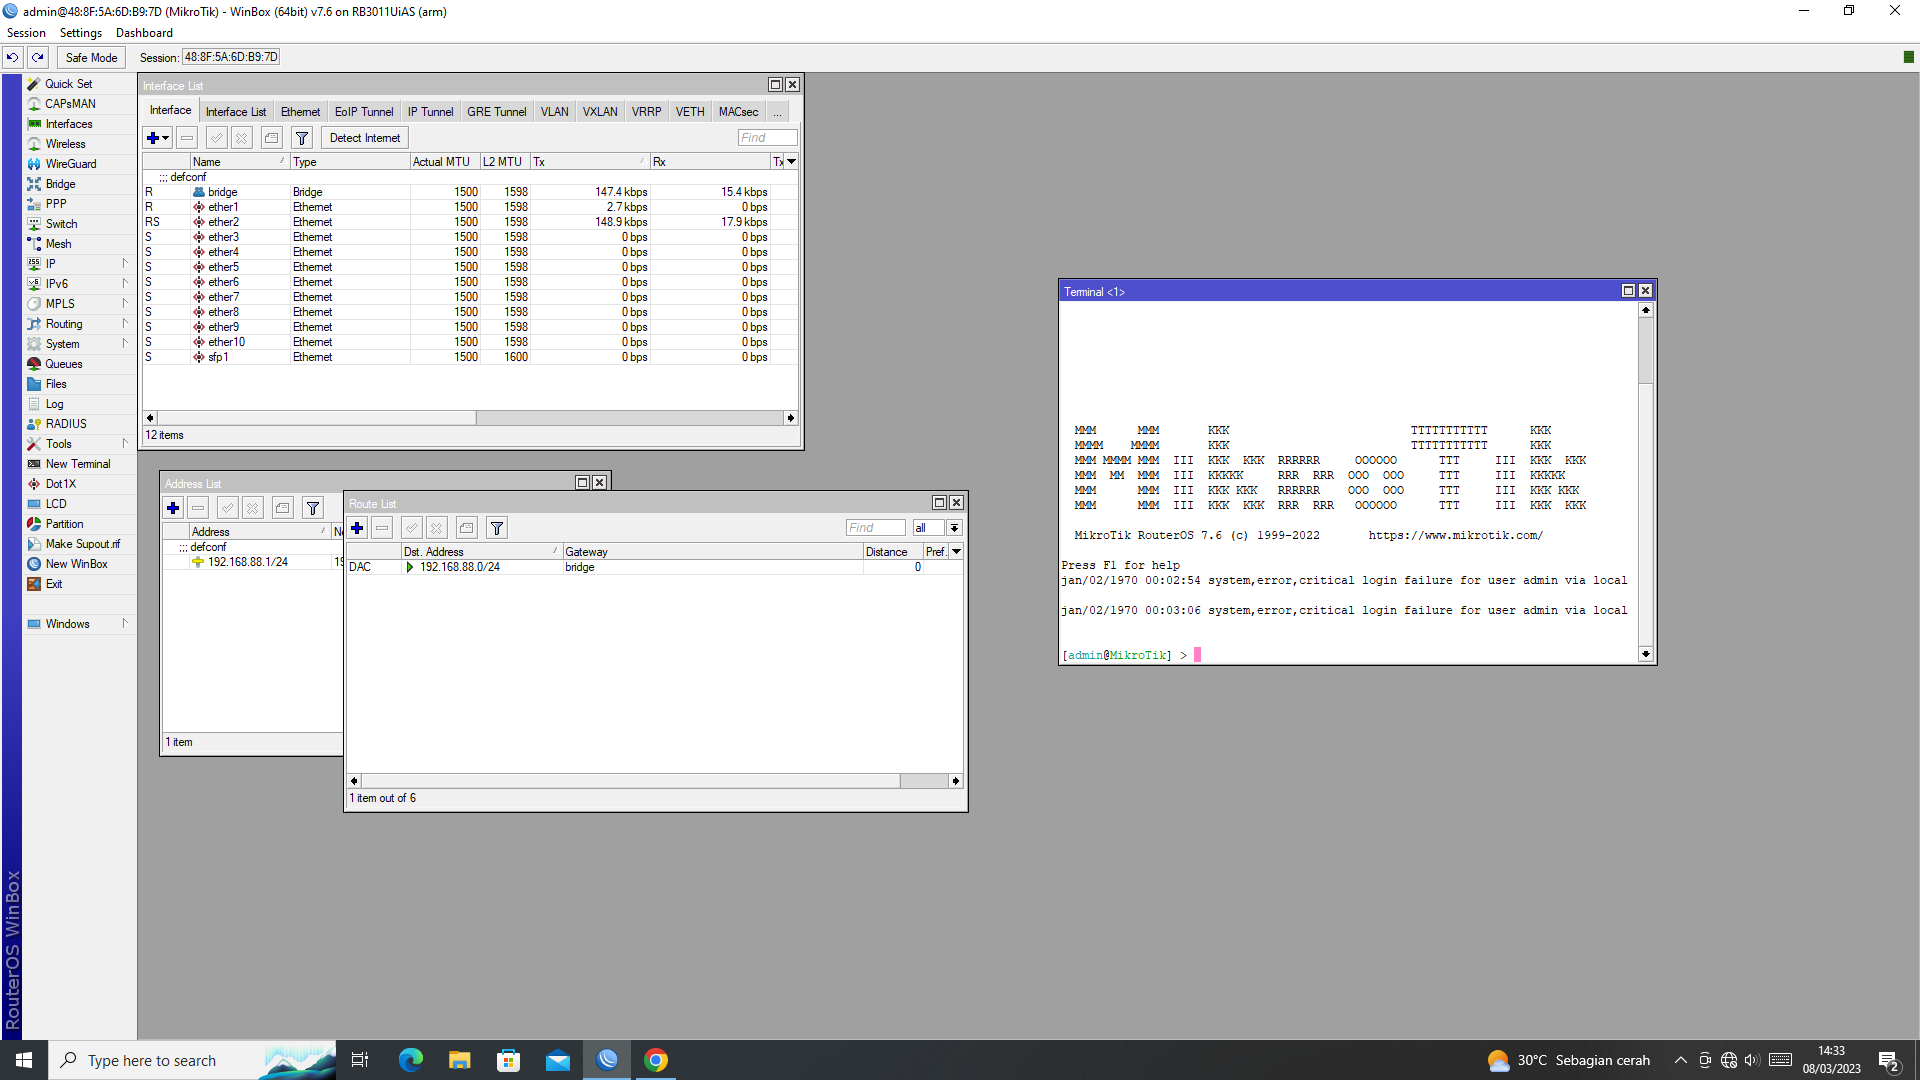 admin@48:8F:5A:6D:B9:7D (MikroTik) - WinBox (64bit) v7.6 on RB3011UiAS (arm)
Session Settings Dashboard
Safe Mode Session: 48:8F:5A:6D:B9:7D
Quick Set
CAPsMAN
Interfaces
Wireless
WireGuard
Bridge
PPP
Switch
Mesh
IP
IPv6
MPLS
Routing
System
Queues
Files
Log
RADIUS
Tools
New Terminal
Dot1X
LCD
Partition
Make Supout.rif
New WinBox
Exit
Windows
RouterOS WinBox
Interface List
Interface Interface List Ethernet EoIP Tunnel IP Tunnel GRE Tunnel VLAN VXLAN VRRP VETH MACsec ...
Detect Internet Find
Name Type Actual MTU L2 MTU Tx Rx Tx
;;; defconf
R bridge Bridge 1500 1598 147.4 kbps 15.4 kbps
R ether1 Ethernet 1500 1598 2.7 kbps 0 bps
RS ether2 Ethernet 1500 1598 148.9 kbps 17.9 kbps
S ether3 Ethernet 1500 1598 0 bps 0 bps
S ether4 Ethernet 1500 1598 0 bps 0 bps
S ether5 Ethernet 1500 1598 0 bps 0 bps
S ether6 Ethernet 1500 1598 0 bps 0 bps
S ether7 Ethernet 1500 1598 0 bps 0 bps
S ether8 Ethernet 1500 1598 0 bps 0 bps
S ether9 Ethernet 1500 1598 0 bps 0 bps
S ether10 Ethernet 1500 1598 0 bps 0 bps
S sfp1 Ethernet 1500 1600 0 bps 0 bps
12 items
Address List
Address
;;; defconf
192.168.88.1/24
1 item
Route List
Find all
Dst. Address Gateway Distance Pref.
DAC 192.168.88.0/24 bridge 0
1 item out of 6
Terminal <1>
MMM      MMM       KKK                          TTTTTTTTTTT      KKK
MMMM    MMMM       KKK                          TTTTTTTTTTT      KKK
MMM MMMM MMM  III  KKK  KKK  RRRRRR     OOOOOO      TTT     III  KKK  KKK
MMM  MM  MMM  III  KKKKK     RRR  RRR  OOO  OOO     TTT     III  KKKKK
MMM      MMM  III  KKK KKK   RRRRRR    OOO  OOO     TTT     III  KKK KKK
MMM      MMM  III  KKK  KKK  RRR  RRR   OOOOOO      TTT     III  KKK  KKK
MikroTik RouterOS 7.6 (c) 1999-2022 https://www.mikrotik.com/
Press F1 for help
jan/02/1970 00:02:54 system,error,critical login failure for user admin via local
jan/02/1970 00:03:06 system,error,critical login failure for user admin via local
[admin@MikroTik] >
Type here to search
30°C Sebagian cerah
14:33
08/03/2023
2